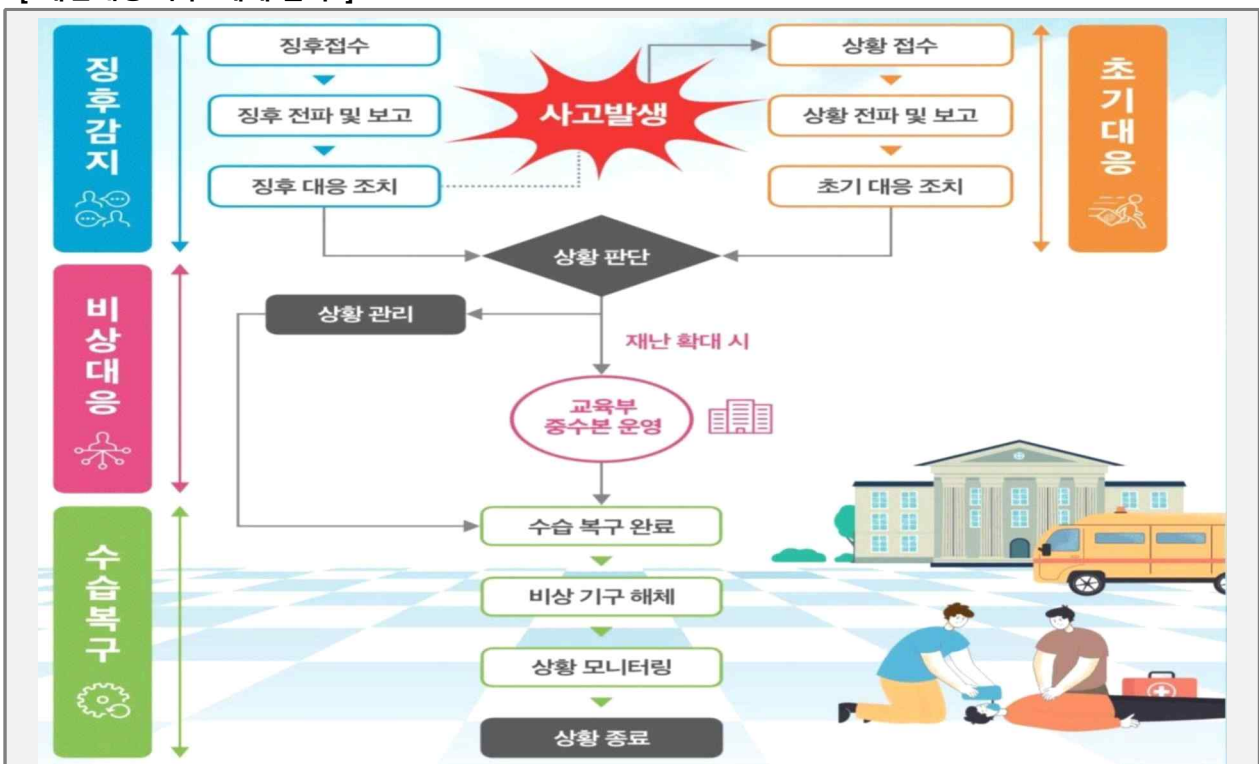 징후감지
징후접수
징후 전파 및 보고
징후 대응 조치
사고발생
상황 접수
상황 전파 및 보고
초기 대응 조치
초기대응
상황 판단
비상대응
상황 관리
재난 확대 시
교육부
중수본 운영
수습복구
수습 복구 완료
비상 기구 해체
상황 모니터링
상황 종료